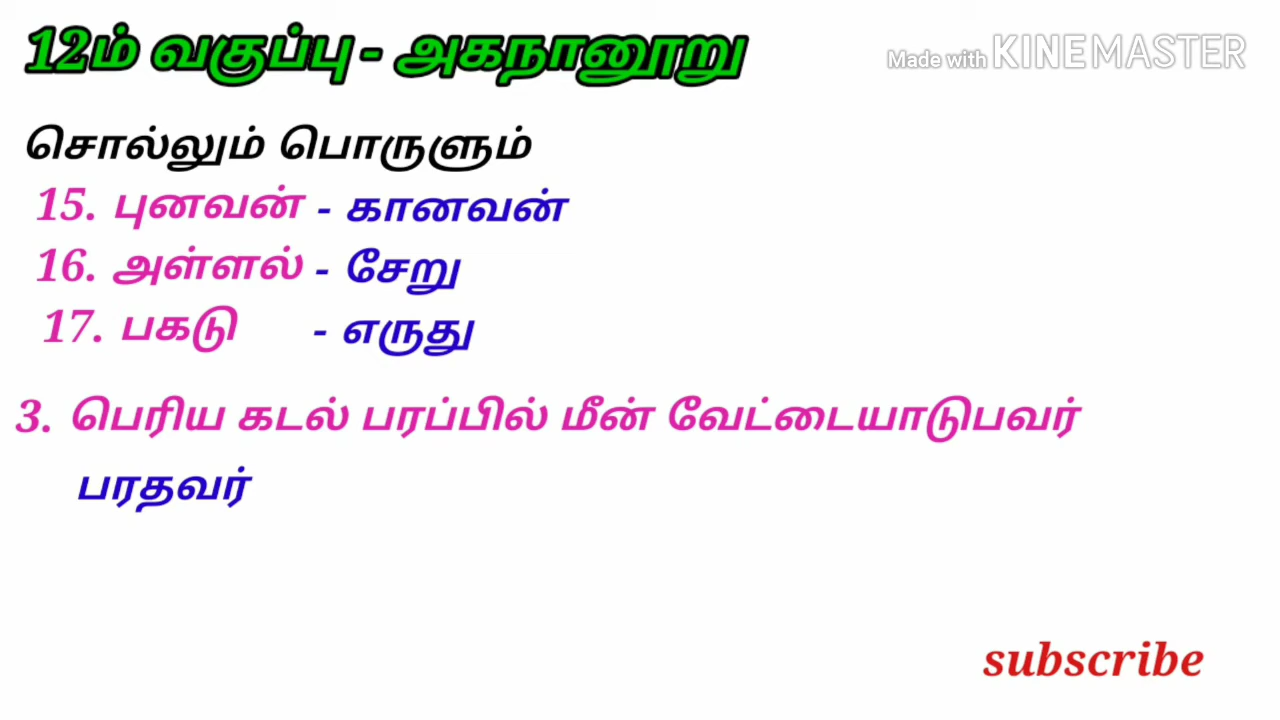 12ம் வகுப்பு - அகநானூறு
Made with KINEMASTER
சொல்லும் பொருளும்
15. புனவன் - கானவன்
16. அள்ளல் - சேறு
17. பகடு - எருது
3. பெரிய கடல் பரப்பில் மீன் வேட்டையாடுபவர்
பரதவர்
subscribe